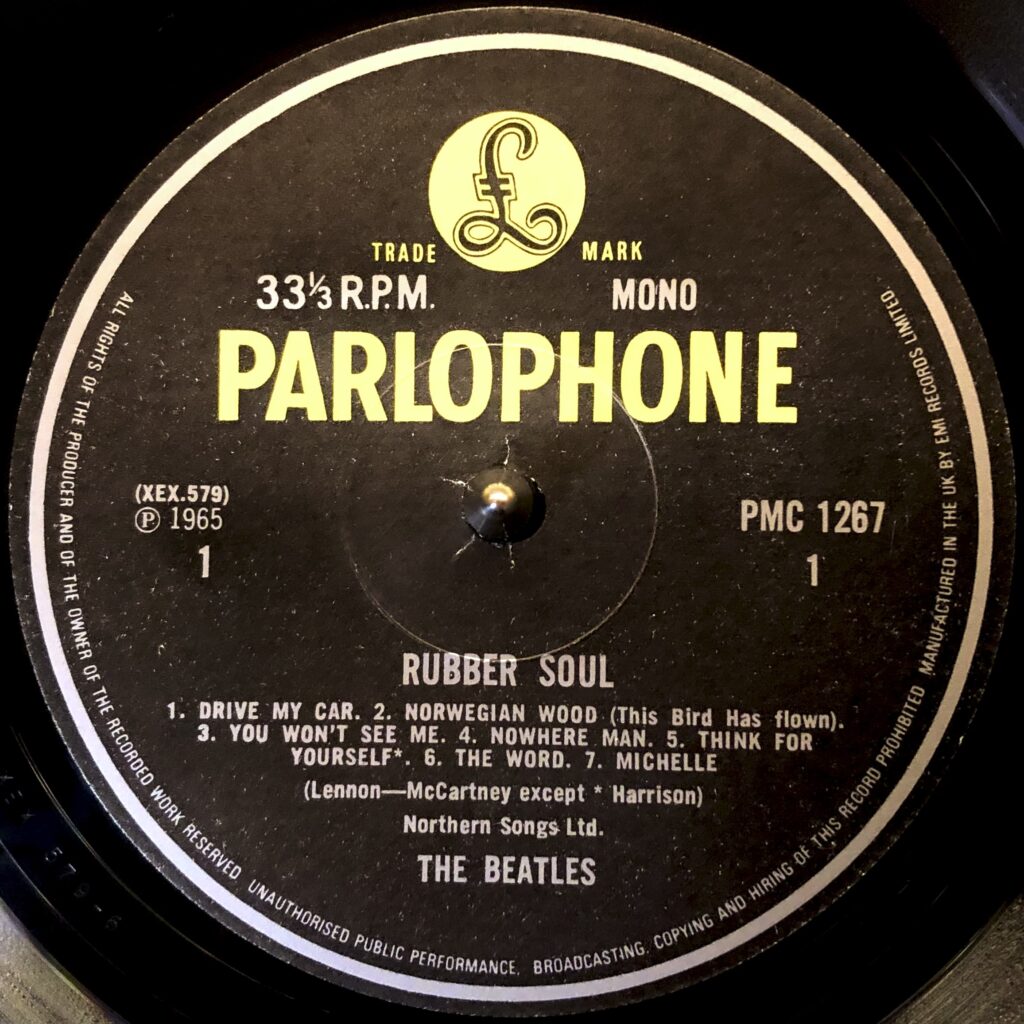 £
TRADE MARK
33⅓ R.P.M. MONO
PARLOPHONE
(XEX.579)
℗ 1965
1
PMC 1267
1
RUBBER SOUL
1. DRIVE MY CAR. 2. NORWEGIAN WOOD (This Bird Has flown).
3. YOU WON'T SEE ME. 4. NOWHERE MAN. 5. THINK FOR
YOURSELF*. 6. THE WORD. 7. MICHELLE
(Lennon—McCartney except * Harrison)
Northern Songs Ltd.
THE BEATLES
ALL RIGHTS OF THE PRODUCER AND OF THE OWNER OF THE RECORDED WORK RESERVED UNAUTHORISED PUBLIC PERFORMANCE, BROADCASTING, COPYING AND HIRING OF THIS RECORD PROHIBITED MANUFACTURED IN THE UK BY EMI RECORDS LIMITED.